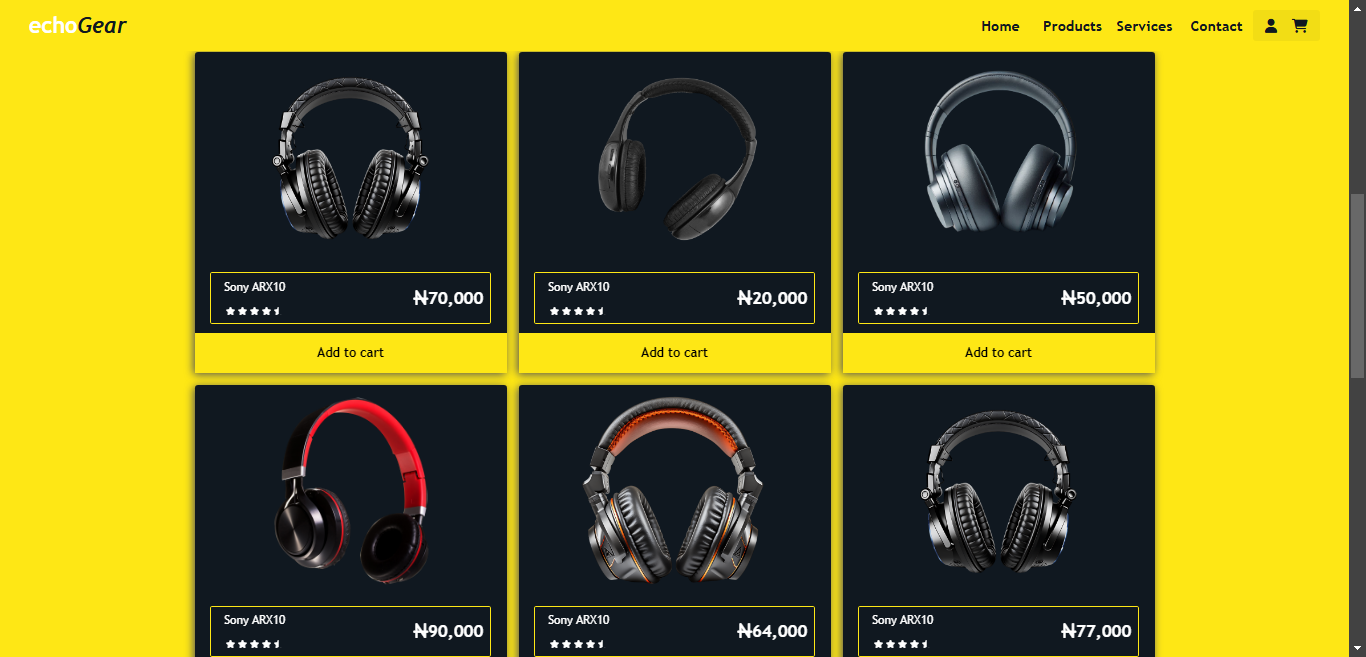 echoGear
Home Products Services Contact
Sony ARX10
₦70,000
Add to cart
Sony ARX10
₦20,000
Add to cart
Sony ARX10
₦50,000
Add to cart
Sony ARX10
₦90,000
Sony ARX10
₦64,000
Sony ARX10
₦77,000